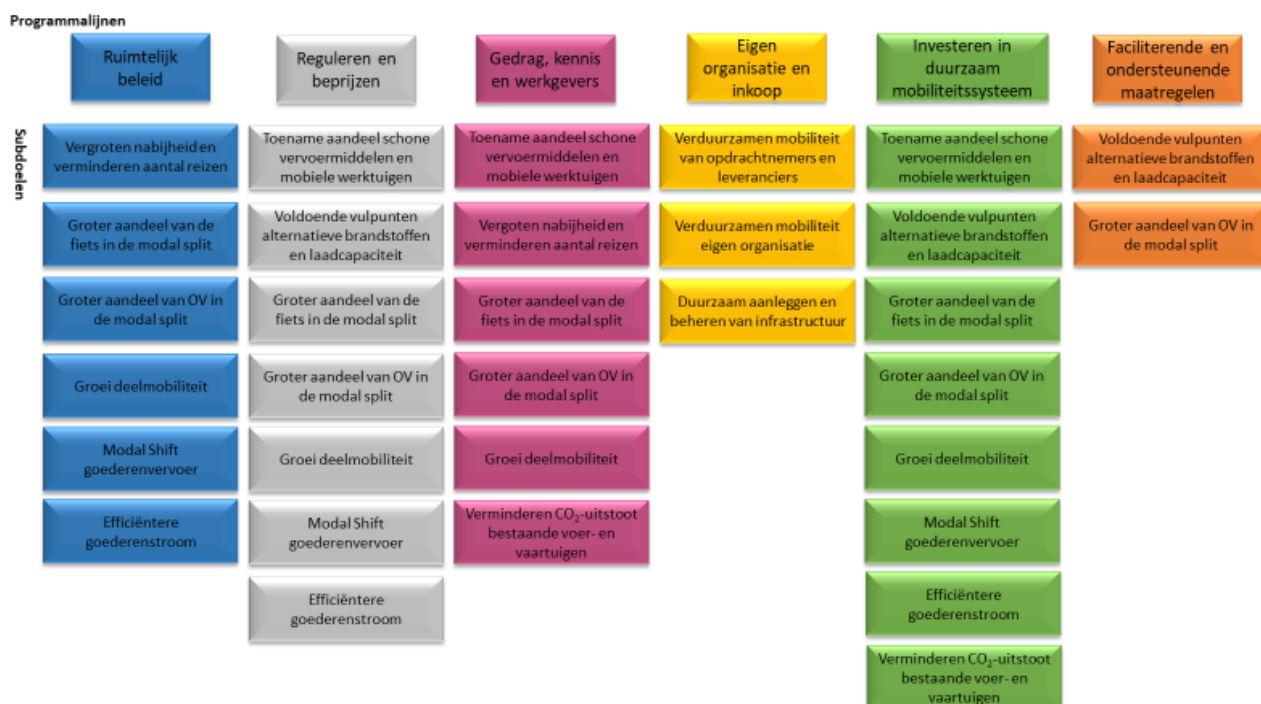 Programmalijnen
Ruimtelijk
beleid
Reguleren en
beprijzen
Gedrag, kennis
en werkgevers
Eigen
organisatie en
inkoop
Investeren in
duurzaam
mobiliteitssysteem
Faciliterende en
ondersteunende
maatregelen
Subdoelen
Vergroten nabijheid en
verminderen aantal reizen
Groter aandeel van de
fiets in de modal split
Groter aandeel van OV in
de modal split
Groei deelmobiliteit
Modal Shift
goederenvervoer
Efficiëntere
goederenstroom
Toename aandeel schone
vervoermiddelen en
mobiele werktuigen
Voldoende vulpunten
alternatieve brandstoffen
en laadcapaciteit
Groter aandeel van de
fiets in de modal split
Groter aandeel van OV in
de modal split
Groei deelmobiliteit
Modal Shift
goederenvervoer
Efficiëntere
goederenstroom
Toename aandeel schone
vervoermiddelen en
mobiele werktuigen
Vergoten nabijheid en
verminderen aantal reizen
Groter aandeel van de
fiets in de modal split
Groter aandeel van OV in
de modal split
Groei deelmobiliteit
Verminderen CO₂-uitstoot
bestaande voer- en
vaartuigen
Verduurzamen mobiliteit
van opdrachtnemers en
leveranciers
Verduurzamen mobiliteit
eigen organisatie
Duurzaam aanleggen en
beheren van infrastructuur
Toename aandeel schone
vervoermiddelen en
mobiele werktuigen
Voldoende vulpunten
alternatieve brandstoffen
en laadcapaciteit
Groter aandeel van de
fiets in de modal split
Groter aandeel van OV in
de modal split
Groei deelmobiliteit
Modal Shift
goederenvervoer
Efficiëntere
goederenstroom
Verminderen CO₂-uitstoot
bestaande voer- en
vaartuigen
Voldoende vulpunten
alternatieve brandstoffen
en laadcapaciteit
Groter aandeel van OV in
de modal split